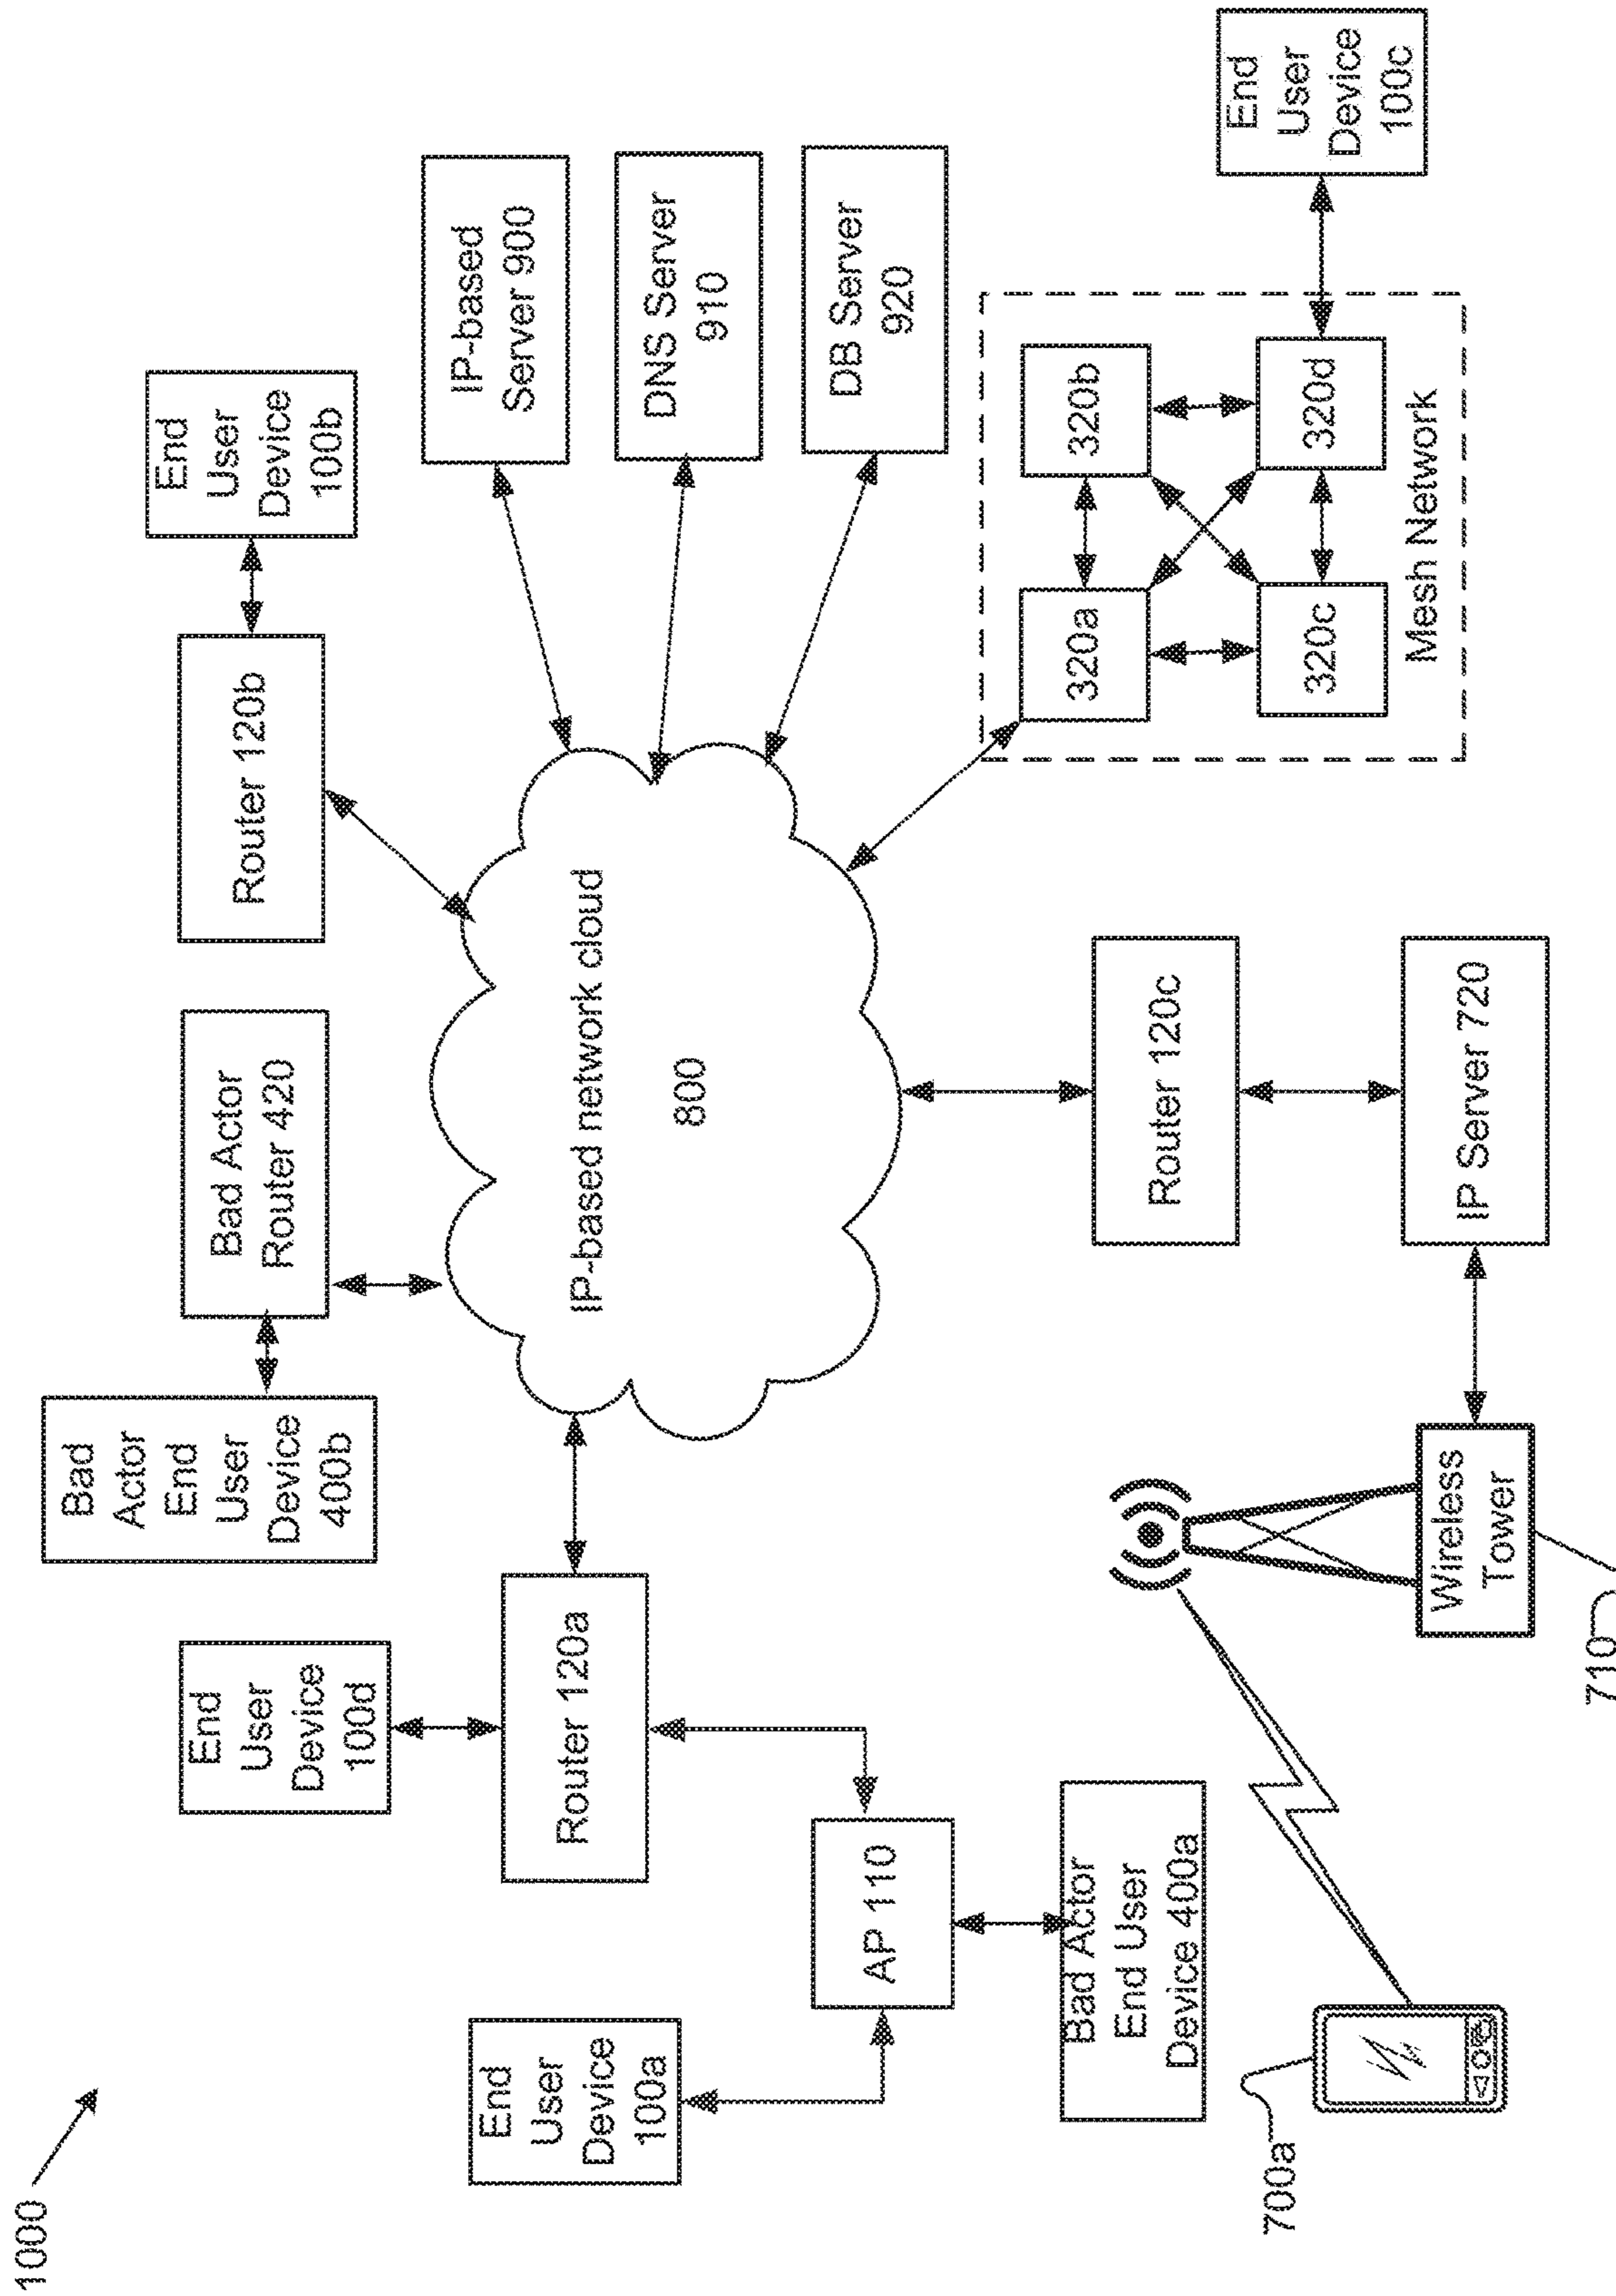 1000
End
User
Device
100a
End
User
Device
100d
Bad
Actor
End
User
Device
400b
Bad Actor
Router 420
Router 120b
End
User
Device
100b
Router 120a
AP 110
Bad Actor
End User
Device 400a
IP-based network cloud
800
IP-based
Server 900
DNS Server
910
DB Server
920
320a
320b
320c
320d
Mesh Network
End
User
Device
100c
Router 120c
IP Server 720
Wireless
Tower
710
700a